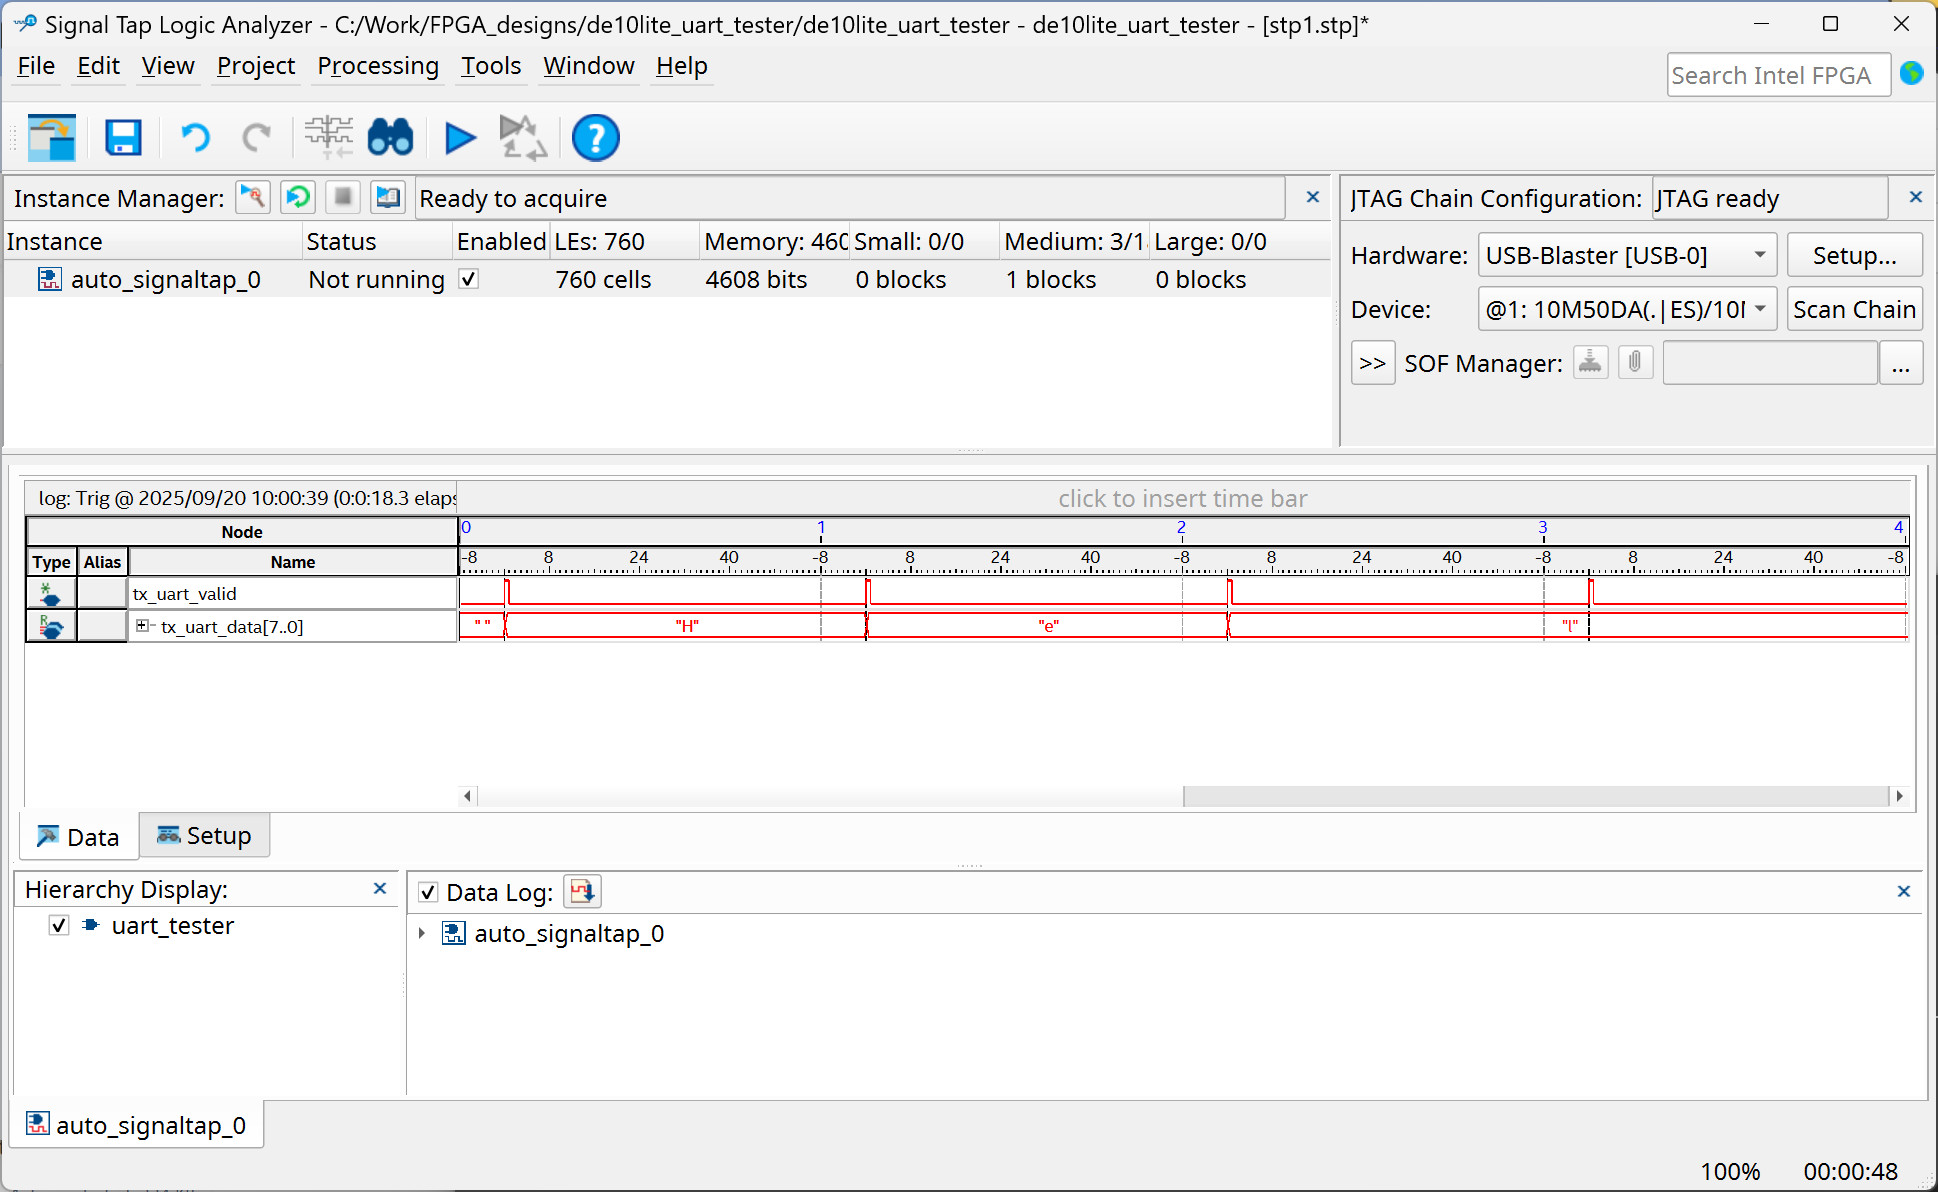 Signal Tap Logic Analyzer - C:/Work/FPGA_designs/de10lite_uart_tester/de10lite_uart_tester - de10lite_uart_tester - [stp1.stp]*
File Edit View Project Processing Tools Window Help
Search Intel FPGA
Instance Manager: Ready to acquire
JTAG Chain Configuration: JTAG ready
Instance Status Enabled LEs: 760 Memory: 460 Small: 0/0 Medium: 3/1 Large: 0/0
auto_signaltap_0 Not running 760 cells 4608 bits 0 blocks 1 blocks 0 blocks
Hardware: USB-Blaster [USB-0] Setup...
Device: @1: 10M50DA(.|ES)/10 Scan Chain
>> SOF Manager: ...
log: Trig @ 2025/09/20 10:00:39 (0:0:18.3 elaps
click to insert time bar
Node
0 1 2 3 4
Type Alias Name
-8 8 24 40 -8 8 24 40 -8 8 24 40 -8 8 24 40 -8
tx_uart_valid
tx_uart_data[7..0] " " "H" "e" "l"
Data Setup
Hierarchy Display:
uart_tester
Data Log:
auto_signaltap_0
auto_signaltap_0
100% 00:00:48